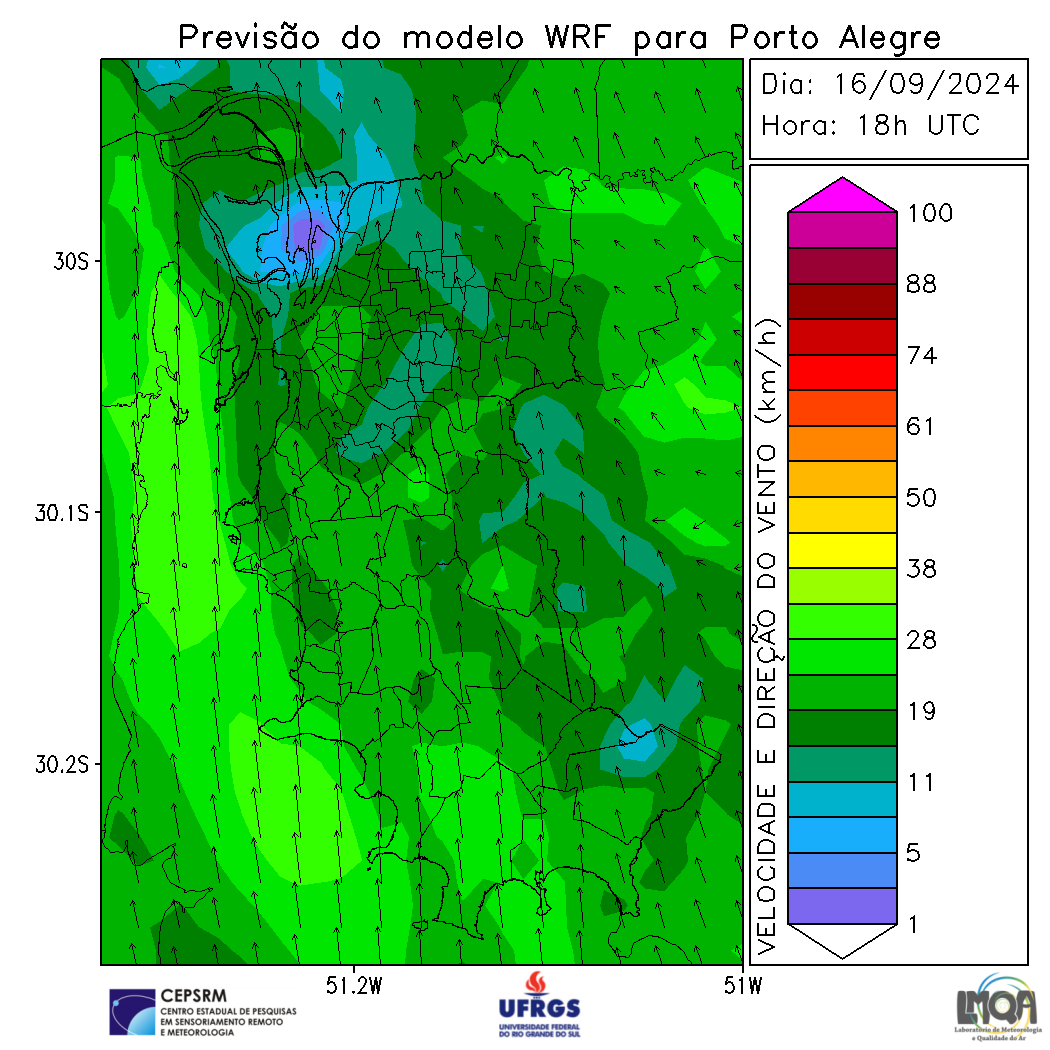 Previsão do modelo WRF para Porto Alegre
Dia: 16/09/2024
Hora: 18h UTC
30S
30.1S
30.2S
51.2W
51W
VELOCIDADE E DIREÇÃO DO VENTO (km/h)
100
88
74
61
50
38
28
19
11
5
1
CEPSRM
CENTRO ESTADUAL DE PESQUISAS
EM SENSORIAMENTO REMOTO
E METEOROLOGIA
UFRGS
UNIVERSIDADE FEDERAL
DO RIO GRANDE DO SUL
LMQA
Laboratório de Meteorologia
e Qualidade do Ar